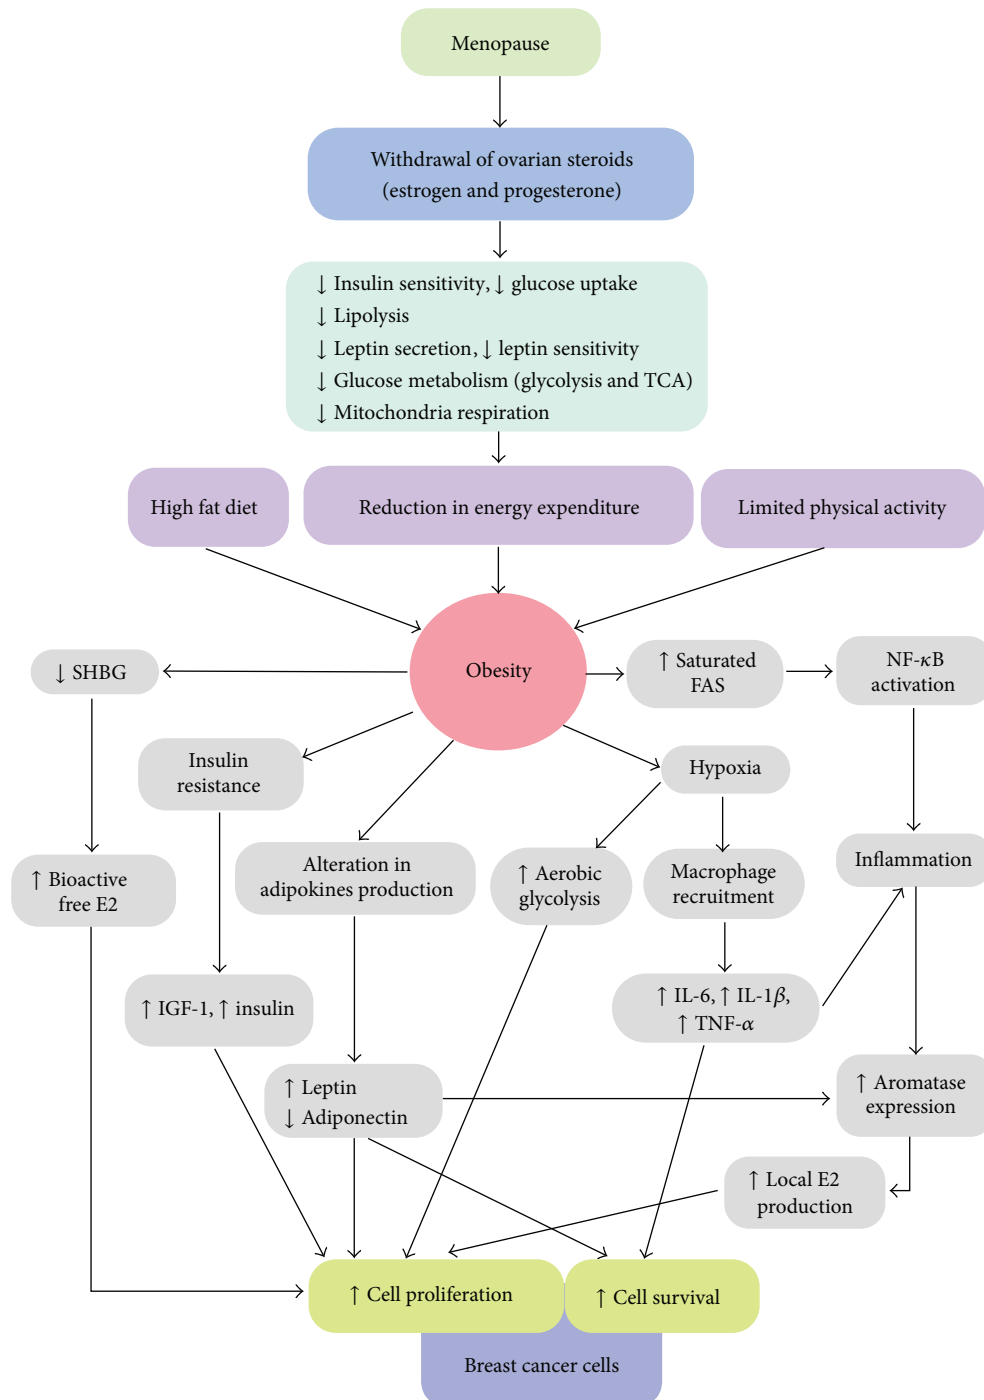 Menopause
Withdrawal of ovarian steroids
(estrogen and progesterone)
↓ Insulin sensitivity, ↓ glucose uptake
↓ Lipolysis
↓ Leptin secretion, ↓ leptin sensitivity
↓ Glucose metabolism (glycolysis and TCA)
↓ Mitochondria respiration
High fat diet
Reduction in energy expenditure
Limited physical activity
Obesity
↓ SHBG
↑ Saturated
FAS
NF-κB
activation
Insulin
resistance
Hypoxia
Alteration in
adipokines production
↑ Aerobic
glycolysis
Macrophage
recruitment
Inflammation
↑ Bioactive
free E2
↑ IGF-1, ↑ insulin
↑ IL-6, ↑ IL-1β,
↑ TNF-α
↑ Leptin
↓ Adiponectin
↑ Aromatase
expression
↑ Local E2
production
↑ Cell proliferation
↑ Cell survival
Breast cancer cells